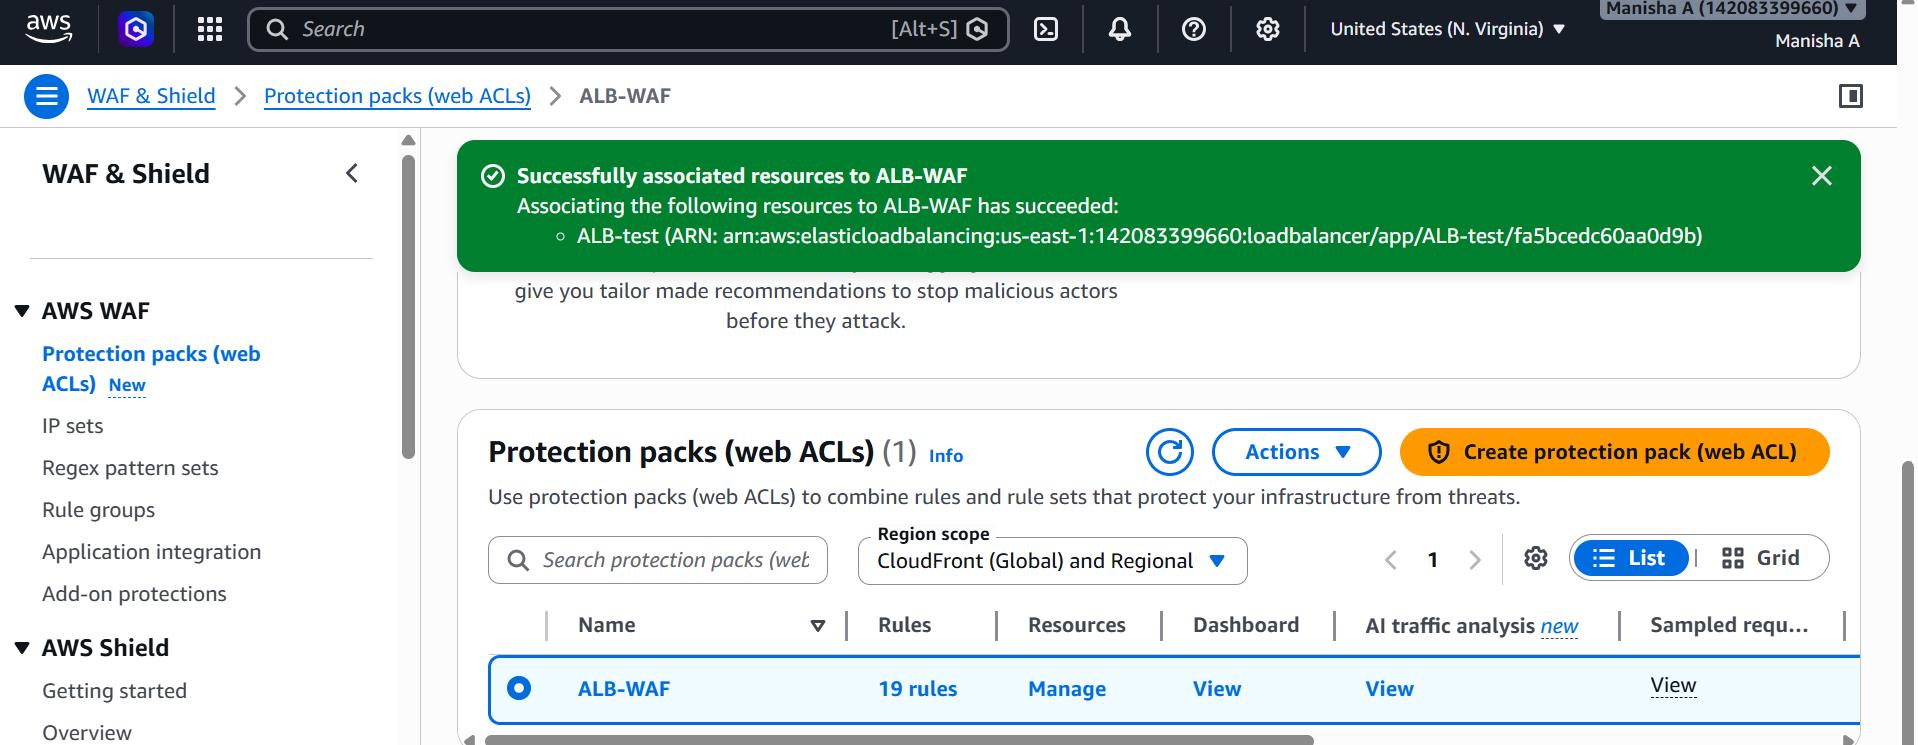 aws
Search
[Alt+S]
United States (N. Virginia)
Manisha A (142083399660)
Manisha A
WAF & Shield
Protection packs (web ACLs)
ALB-WAF
WAF & Shield
AWS WAF
Protection packs (web
ACLs) New
IP sets
Regex pattern sets
Rule groups
Application integration
Add-on protections
AWS Shield
Getting started
Overview
Successfully associated resources to ALB-WAF
Associating the following resources to ALB-WAF has succeeded:
ALB-test (ARN: arn:aws:elasticloadbalancing:us-east-1:142083399660:loadbalancer/app/ALB-test/fa5bcedc60aa0d9b)
give you tailor made recommendations to stop malicious actors
before they attack.
Protection packs (web ACLs) (1) Info
Actions
Create protection pack (web ACL)
Use protection packs (web ACLs) to combine rules and rule sets that protect your infrastructure from threats.
Search protection packs (web
Region scope
CloudFront (Global) and Regional
1
List
Grid
Name Rules Resources Dashboard AI traffic analysis new Sampled requ...
ALB-WAF 19 rules Manage View View View